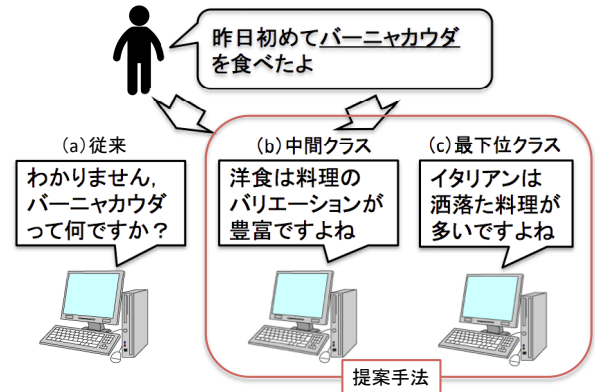 昨日初めてバーニャカウダ
を食べたよ
(a)従来
わかりません,
バーニャカウダ
って何ですか？
(b)中間クラス
洋食は料理の
バリエーションが
豊富ですよね
(c)最下位クラス
イタリアンは
洒落た料理が
多いですよね
提案手法